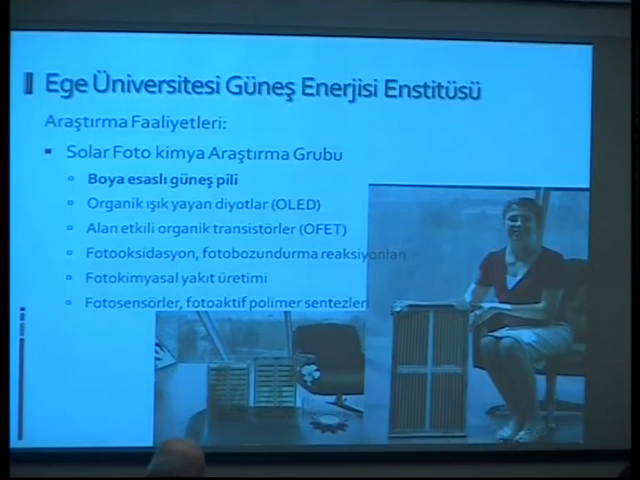 Ege Üniversitesi Güneş Enerjisi Enstitüsü
Araştırma Faaliyetleri:
Solar Foto kimya Araştırma Grubu
Boya esaslı güneş pili
Organik ışık yayan diyotlar (OLED)
Alan etkili organik transistörler (OFET)
Fotooksidasyon, fotobozundurma reaksiyonları
Fotokimyasal yakıt üretimi
Fotosensörler, fotoaktif polimer sentezleri